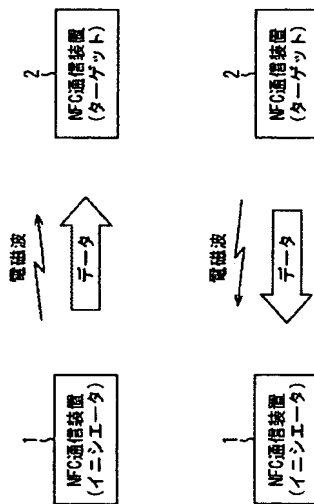 1
NFC通信装置
(イニシエータ)
電磁波
データ
2
NFC通信装置
(ターゲット)
1
NFC通信装置
(イニシエータ)
電磁波
データ
2
NFC通信装置
(ターゲット)